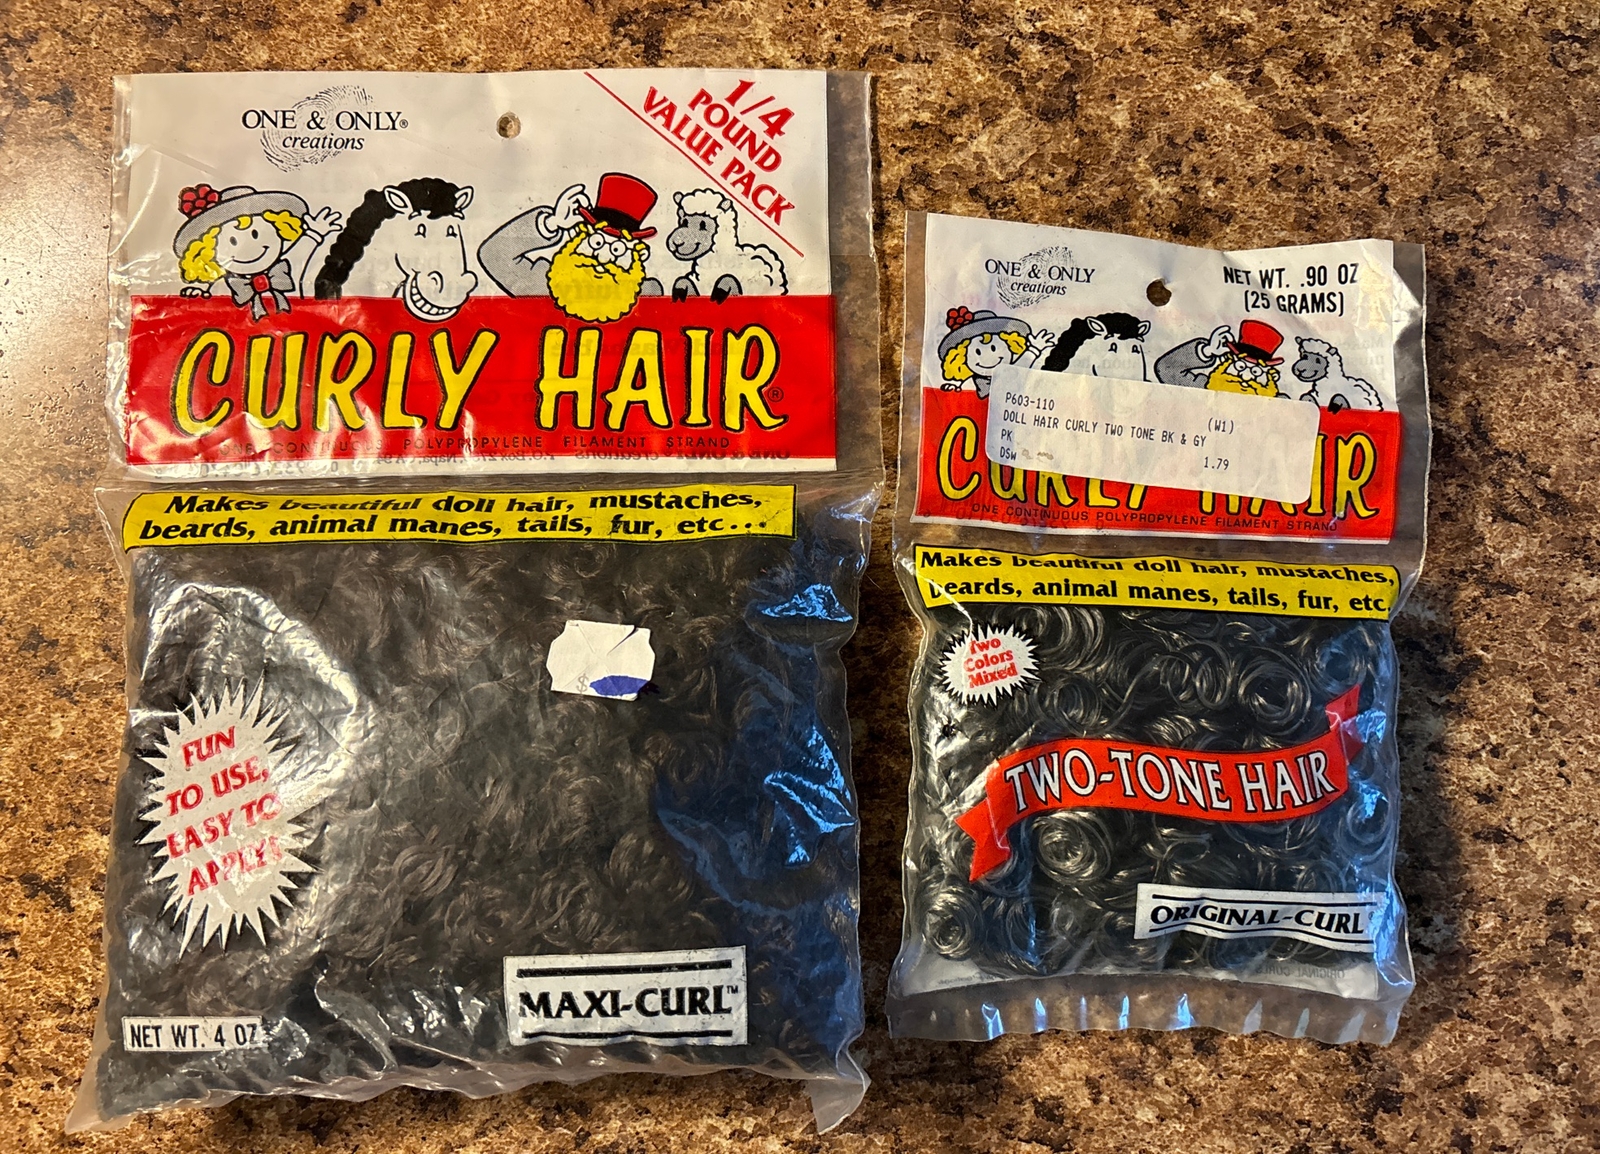 ONE & ONLY®
creations
1/4
POUND
VALUE PACK
CURLY HAIR®
ONE CONTINUOUS POLYPROPYLENE FILAMENT STRAND
Makes beautiful doll hair, mustaches,
beards, animal manes, tails, fur, etc...
FUN
TO USE,
EASY TO
APPLY!
MAXI-CURL™
NET WT. 4 OZ
ONE & ONLY
creations
NET WT. .90 OZ
(25 GRAMS)
P603-110
DOLL HAIR CURLY TWO TONE BK & GY (W1)
PK
DSW 1.79
CURLY HAIR
ONE CONTINUOUS POLYPROPYLENE FILAMENT STRAND
Makes beautiful doll hair, mustaches,
beards, animal manes, tails, fur, etc.
Two
Colors
Mixed
TWO-TONE HAIR
ORIGINAL-CURL